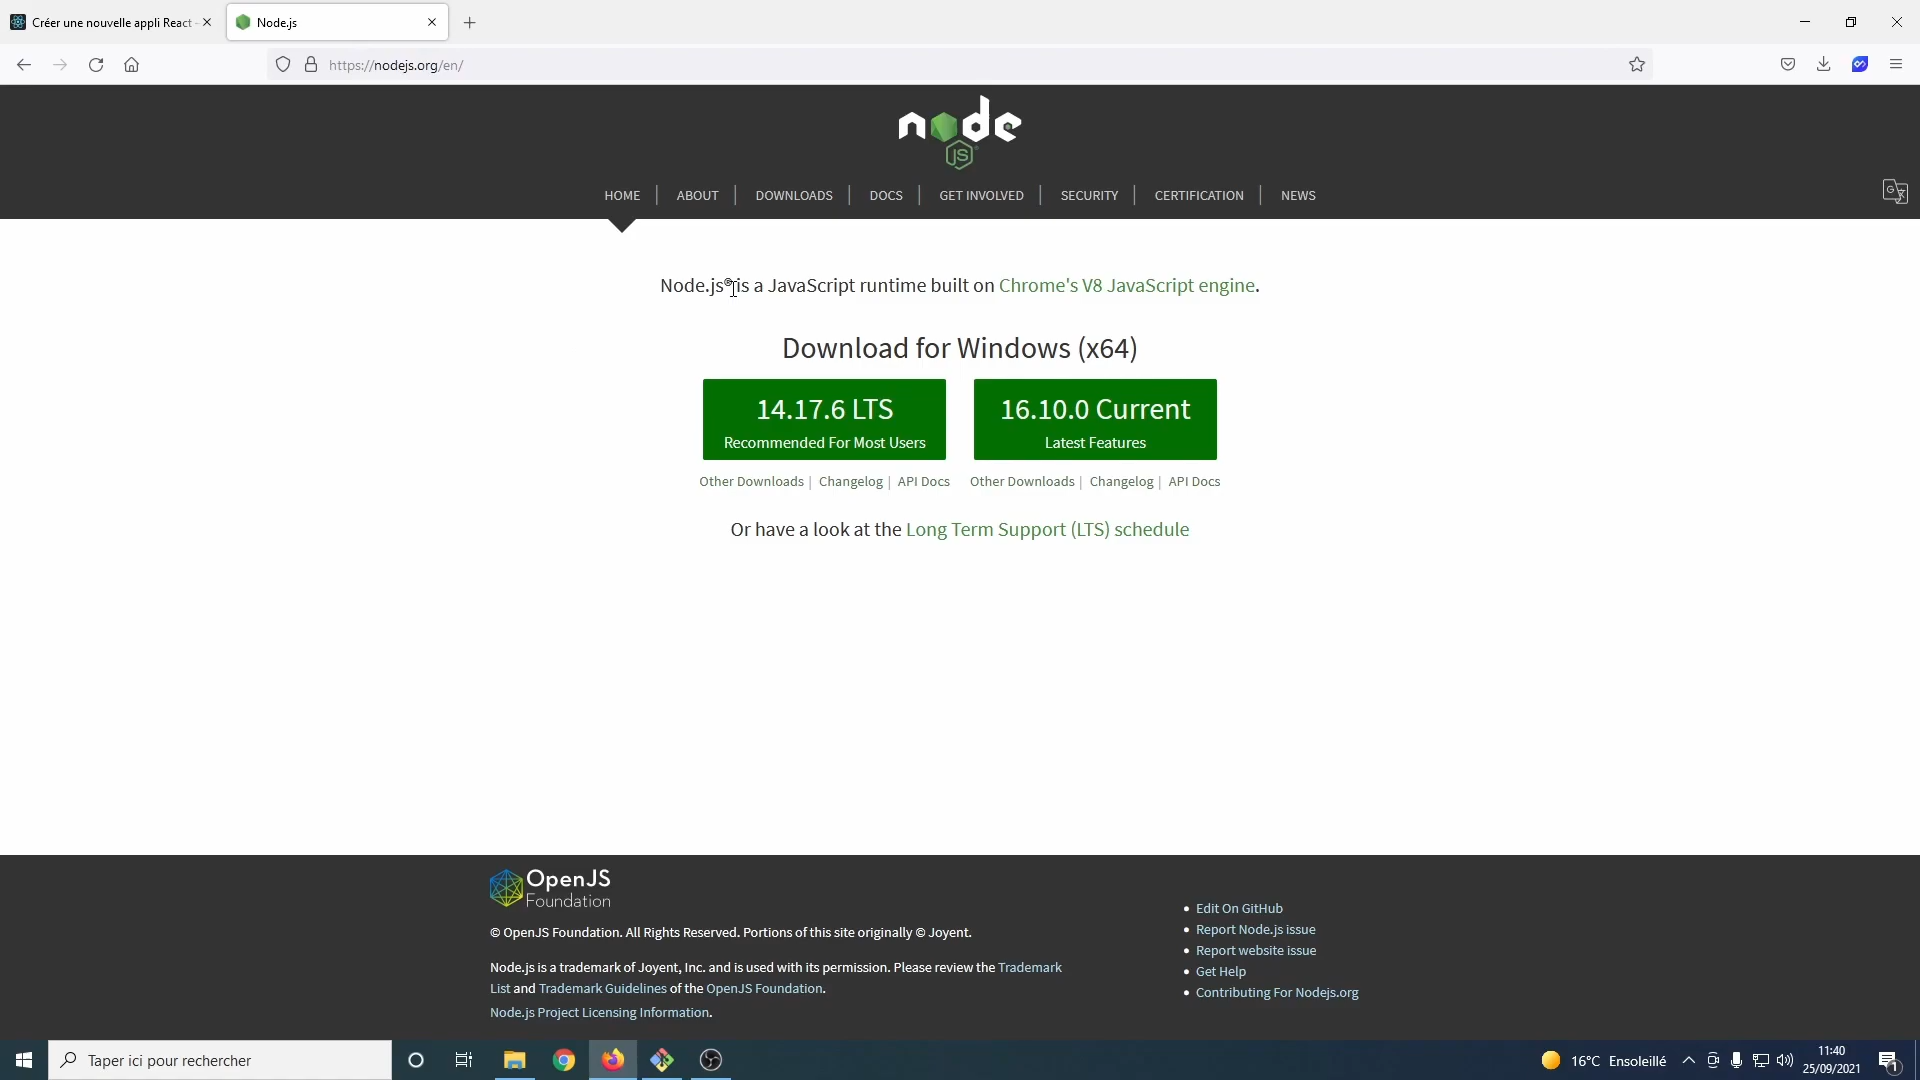 Créer une nouvelle appli React
Node.js
https://nodejs.org/en/
node
JS
HOME | ABOUT | DOWNLOADS | DOCS | GET INVOLVED | SECURITY | CERTIFICATION | NEWS
Node.js® is a JavaScript runtime built on Chrome's V8 JavaScript engine.
Download for Windows (x64)
14.17.6 LTS
Recommended For Most Users
16.10.0 Current
Latest Features
Other Downloads | Changelog | API Docs
Other Downloads | Changelog | API Docs
Or have a look at the Long Term Support (LTS) schedule
OpenJS
Foundation
© OpenJS Foundation. All Rights Reserved. Portions of this site originally © Joyent.
Node.js is a trademark of Joyent, Inc. and is used with its permission. Please review the Trademark
List and Trademark Guidelines of the OpenJS Foundation.
Node.js Project Licensing Information.
Edit On GitHub
Report Node.js issue
Report website issue
Get Help
Contributing For Nodejs.org
Taper ici pour rechercher
16°C Ensoleillé
11:40
25/09/2021
1